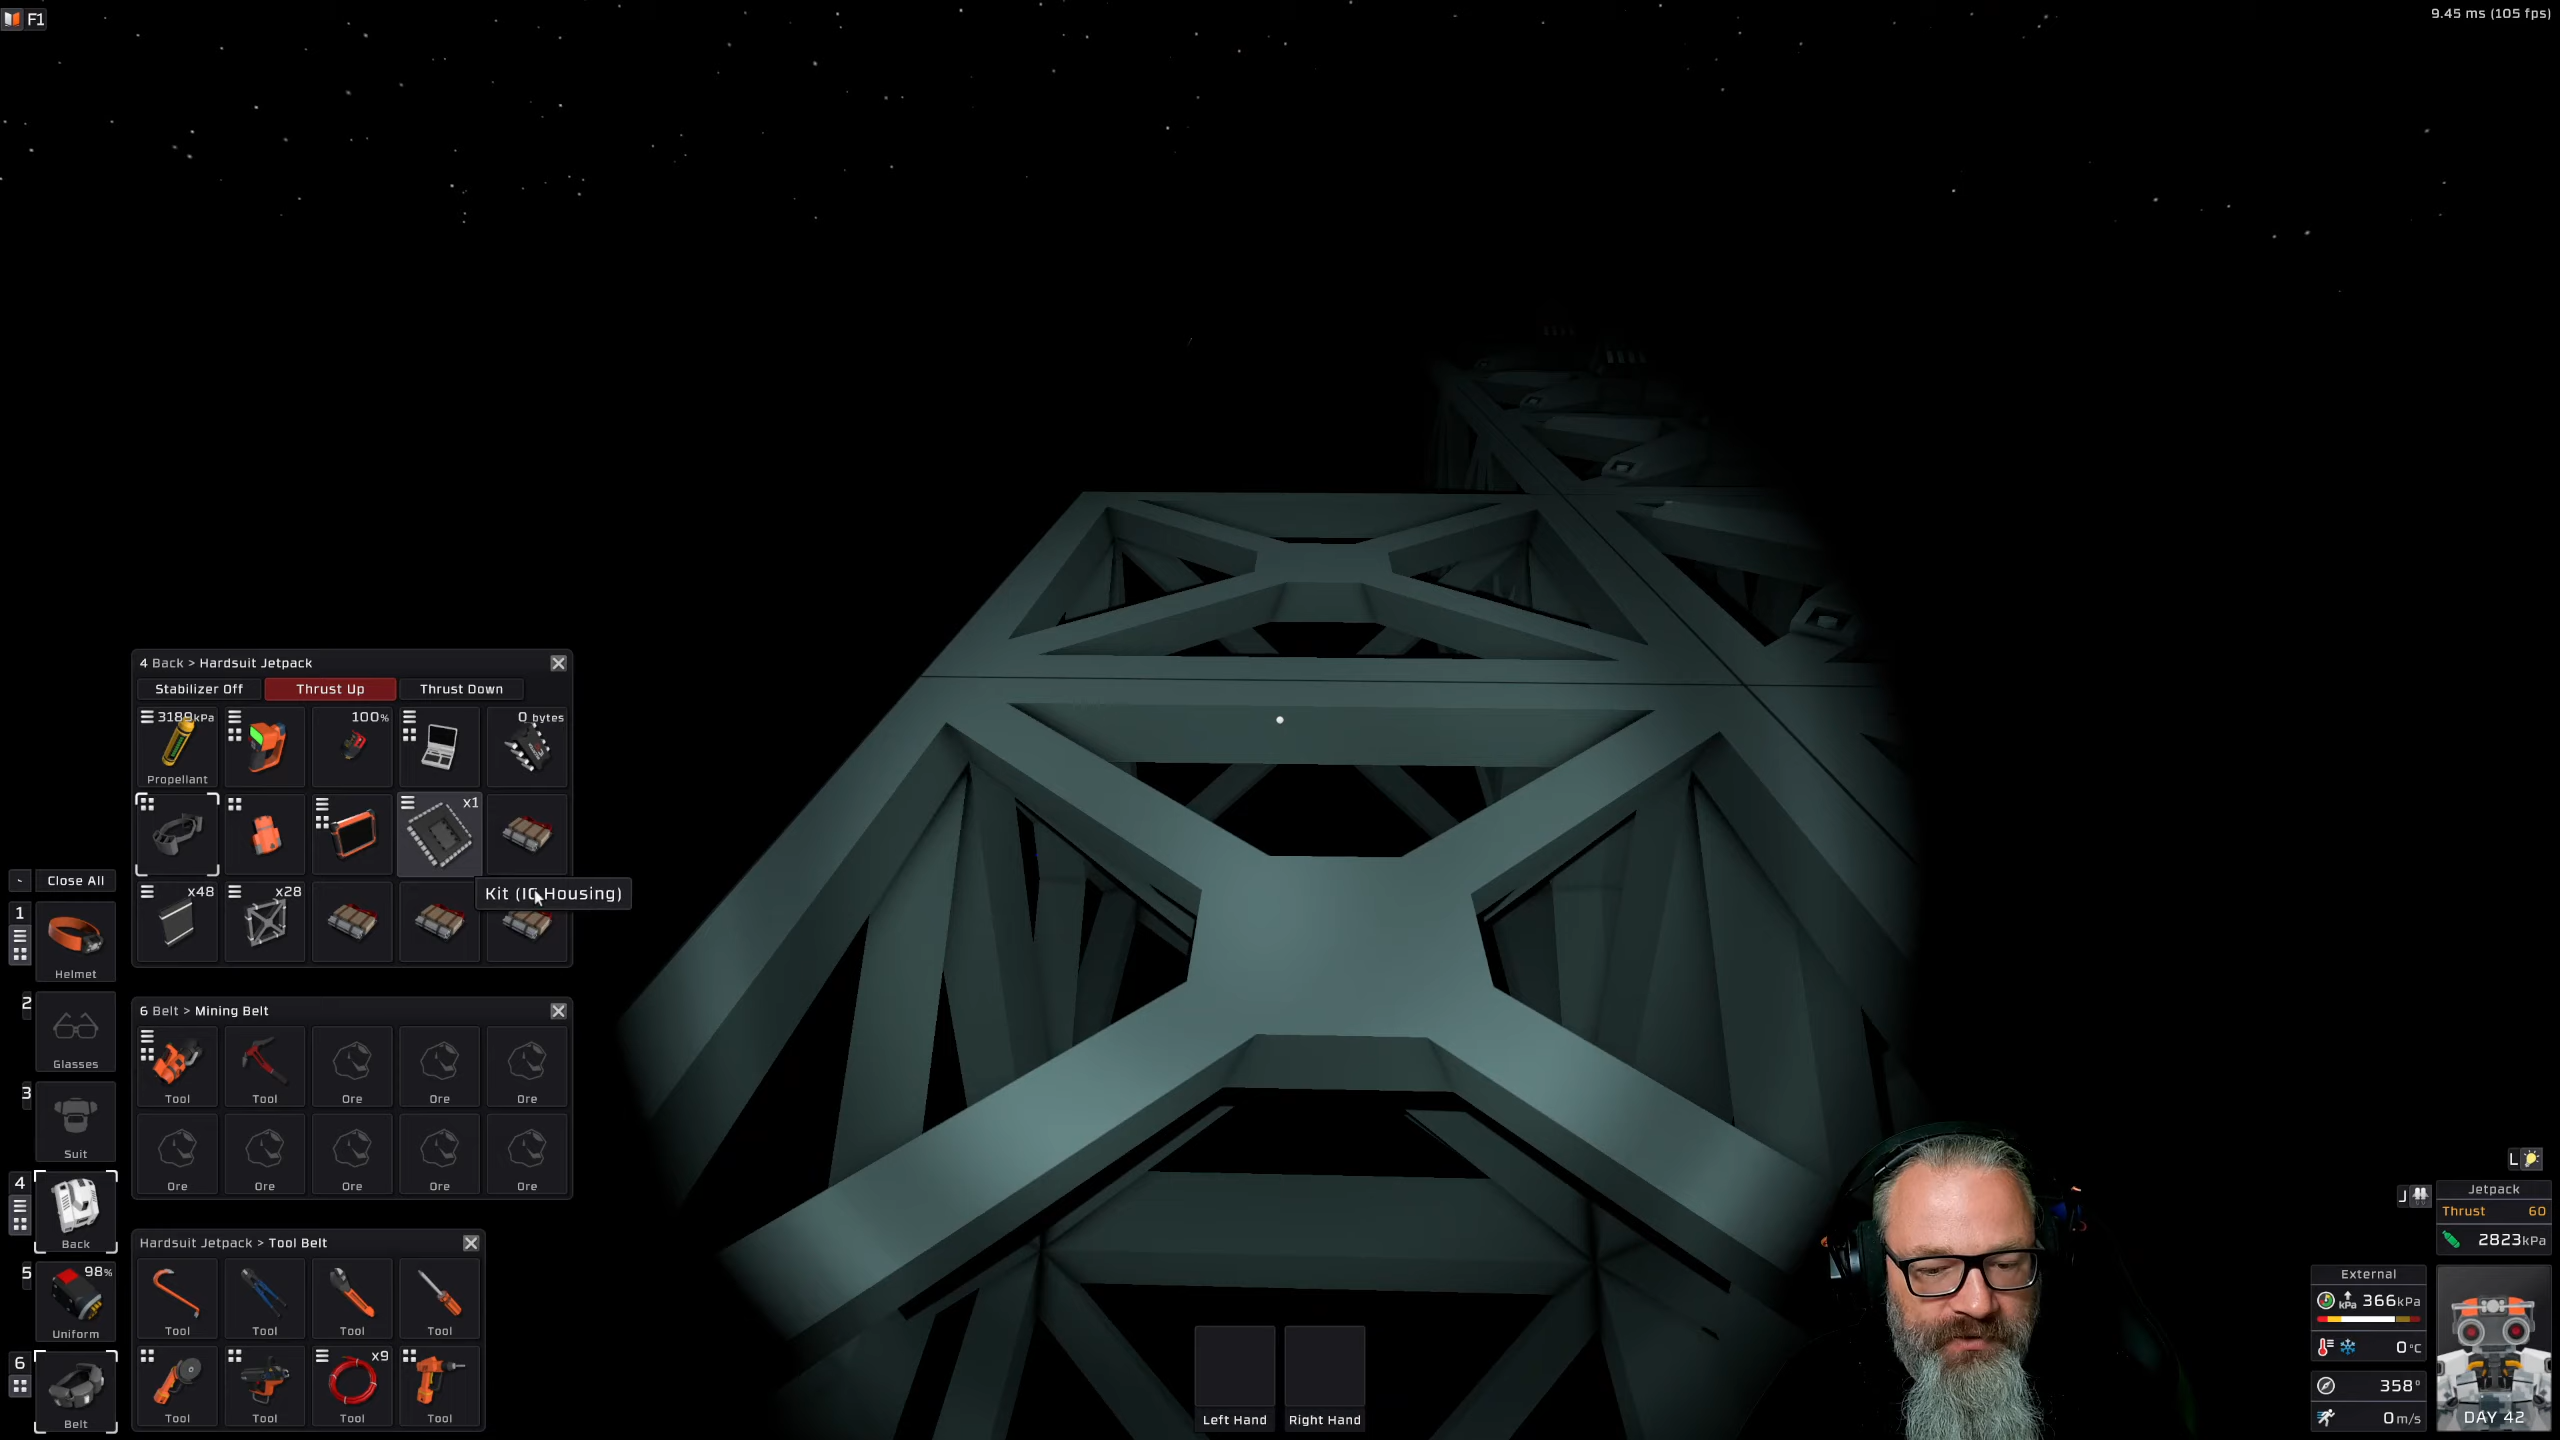 F1
9.45 ms (105 fps)
4 Back > Hardsuit Jetpack
Stabilizer Off
Thrust Up
Thrust Down
3189kPa
100%
0 bytes
Propellant
x1
Kit (IC Housing)
x48
x28
~
Close All
1
Helmet
2
Glasses
3
Suit
4
Back
5
98%
Uniform
6
Belt
6 Belt > Mining Belt
Tool
Tool
Ore
Ore
Ore
Ore
Ore
Ore
Ore
Ore
Hardsuit Jetpack > Tool Belt
Tool
Tool
Tool
Tool
x9
Tool
Tool
Tool
Tool
Left Hand
Right Hand
L
J
Jetpack
Thrust 60
2823kPa
External
kPa 366kPa
0°C
358°
0m/s
DAY 42